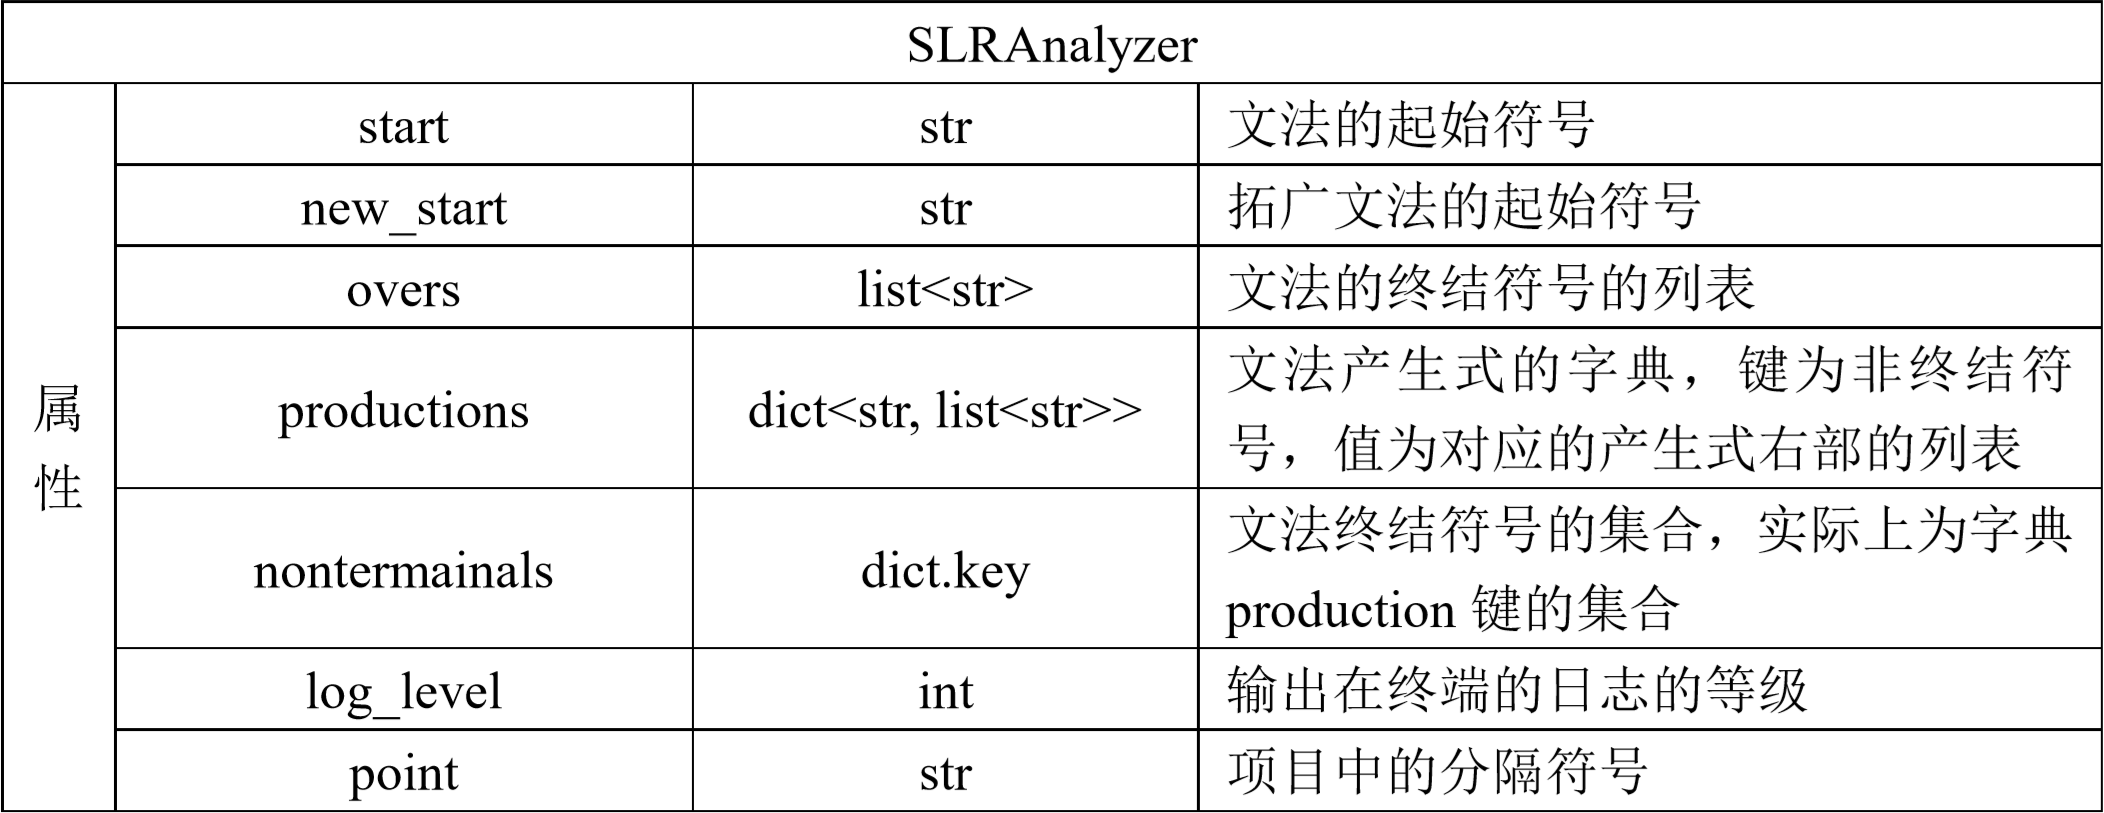 SLRAnalyzer
属
性
start str 文法的起始符号
new_start str 拓广文法的起始符号
overs list<str> 文法的终结符号的列表
productions dict<str, list<str>> 文法产生式的字典，键为非终结符
号，值为对应的产生式右部的列表
nontermainals dict.key 文法终结符号的集合，实际上为字典
production 键的集合
log_level int 输出在终端的日志的等级
point str 项目中的分隔符号